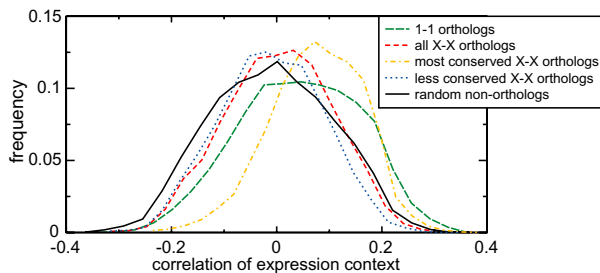 0.15
0.1
0.05
0
frequency
-0.4
-0.2
0
0.2
0.4
correlation of expression context
1-1 orthologs
all X-X orthologs
most conserved X-X orthologs
less conserved X-X orthologs
random non-orthologs